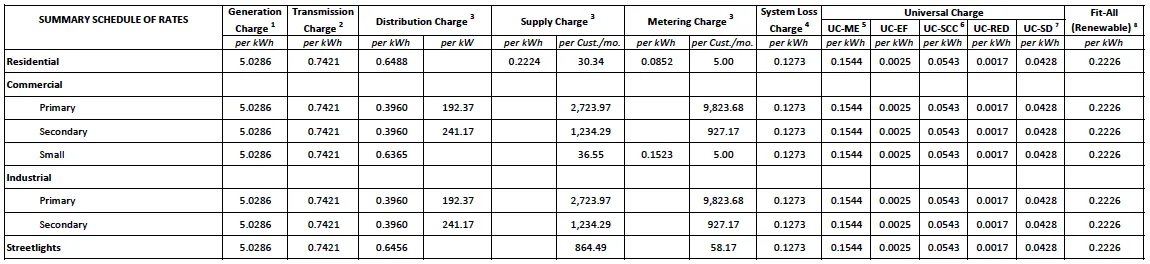 SUMMARY SCHEDULE OF RATES Generation Charge 1 Transmission Charge 2 Distribution Charge 3 Supply Charge 3 Metering Charge 3 System Loss Charge 4 Universal Charge Fit-All (Renewable) 8
UC-ME 5 UC-EF UC-SCC 6 UC-RED UC-SD 7
per kWh per kWh per kWh per kW per kWh per Cust./mo. per kWh per Cust./mo. per kWh per kWh per kWh per kWh per kWh per kWh per kWh
Residential 5.0286 0.7421 0.6488 0.2224 30.34 0.0852 5.00 0.1273 0.1544 0.0025 0.0543 0.0017 0.0428 0.2226
Commercial
Primary 5.0286 0.7421 0.3960 192.37 2,723.97 9,823.68 0.1273 0.1544 0.0025 0.0543 0.0017 0.0428 0.2226
Secondary 5.0286 0.7421 0.3960 241.17 1,234.29 927.17 0.1273 0.1544 0.0025 0.0543 0.0017 0.0428 0.2226
Small 5.0286 0.7421 0.6365 36.55 0.1523 5.00 0.1273 0.1544 0.0025 0.0543 0.0017 0.0428 0.2226
Industrial
Primary 5.0286 0.7421 0.3960 192.37 2,723.97 9,823.68 0.1273 0.1544 0.0025 0.0543 0.0017 0.0428 0.2226
Secondary 5.0286 0.7421 0.3960 241.17 1,234.29 927.17 0.1273 0.1544 0.0025 0.0543 0.0017 0.0428 0.2226
Streetlights 5.0286 0.7421 0.6456 864.49 58.17 0.1273 0.1544 0.0025 0.0543 0.0017 0.0428 0.2226